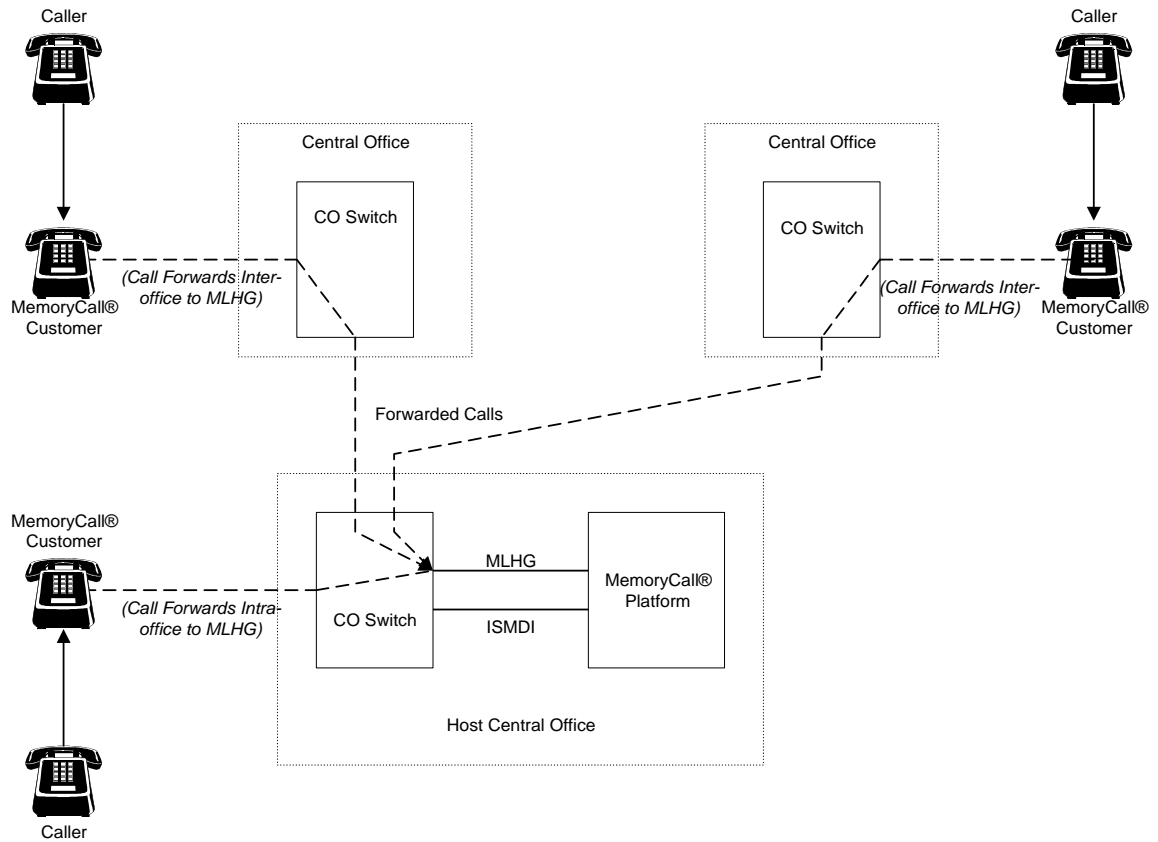 Caller
Caller
Central Office
Central Office
CO Switch
CO Switch
(Call Forwards Inter-
office to MLHG)
(Call Forwards Inter-
office to MLHG)
MemoryCall®
Customer
MemoryCall®
Customer
Forwarded Calls
MemoryCall®
Customer
MLHG
MemoryCall®
Platform
(Call Forwards Intra-
office to MLHG)
CO Switch
ISMDI
Host Central Office
Caller